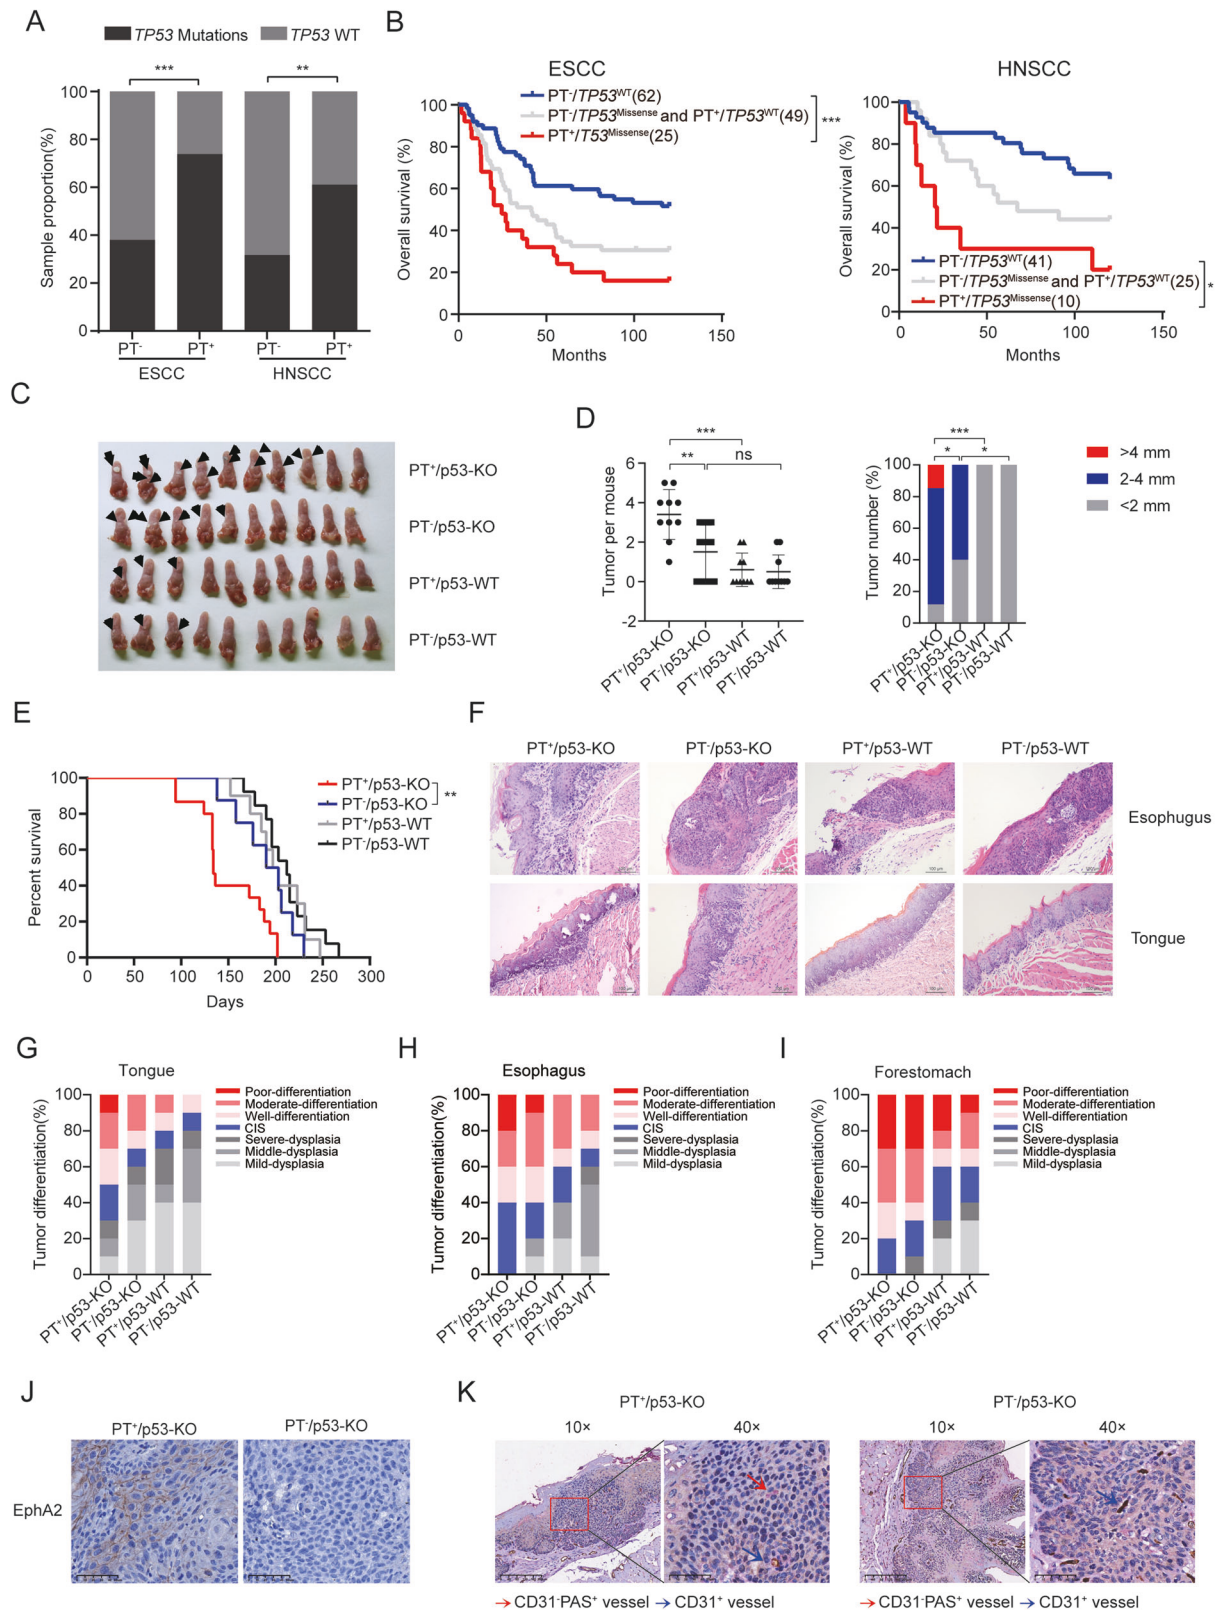 A
TP53 Mutations TP53 WT
***
**
Sample proportion(%)
100
80
60
40
20
0
PT- PT+ PT- PT+
ESCC HNSCC
B
ESCC
PT-/TP53WT(62)
PT-/TP53Missense and PT+/TP53WT(49)
PT+/T53Missense(25)
***
Overall survival (%)
100
80
60
40
20
0
0 50 100 150
Months
HNSCC
Overall survival (%)
100
80
60
40
20
0
PT-/TP53WT(41)
PT-/TP53Missense and PT+/TP53WT(25)
PT+/TP53Missense(10)
*
0 50 100 150
Months
C
PT+/p53-KO
PT-/p53-KO
PT+/p53-WT
PT-/p53-WT
D
***
** ns
Tumor per mouse
6
4
2
0
-2
PT+/p53-KO
PT-/p53-KO
PT+/p53-WT
PT-/p53-WT
***
* *
Tumor number (%)
100
80
60
40
20
0
PT+/p53-KO
PT-/p53-KO
PT+/p53-WT
PT-/p53-WT
>4 mm
2-4 mm
<2 mm
E
Percent survival
100
80
60
40
20
0
0 50 100 150 200 250 300
Days
PT+/p53-KO
PT-/p53-KO
PT+/p53-WT
PT-/p53-WT
**
F
PT+/p53-KO PT-/p53-KO PT+/p53-WT PT-/p53-WT
Esophugus
Tongue
G
Tongue
Tumor differentiation(%)
100
80
60
40
20
0
PT+/p53-KO
PT-/p53-KO
PT+/p53-WT
PT-/p53-WT
Poor-differentiation
Moderate-differentiation
Well-differentiation
CIS
Severe-dysplasia
Middle-dysplasia
Mild-dysplasia
H
Esophagus
Tumor differentiation(%)
100
80
60
40
20
0
PT+/p53-KO
PT-/p53-KO
PT+/p53-WT
PT-/p53-WT
Poor-differentiation
Moderate-differentiation
Well-differentiation
CIS
Severe-dysplasia
Middle-dysplasia
Mild-dysplasia
I
Forestomach
Tumor differentiation(%)
100
80
60
40
20
0
PT+/p53-KO
PT-/p53-KO
PT+/p53-WT
PT-/p53-WT
Poor-differentiation
Moderate-differentiation
Well-differentiation
CIS
Severe-dysplasia
Middle-dysplasia
Mild-dysplasia
J
PT+/p53-KO PT-/p53-KO
EphA2
K
PT+/p53-KO PT-/p53-KO
10× 40× 10× 40×
→ CD31-PAS+ vessel → CD31+ vessel → CD31-PAS+ vessel → CD31+ vessel